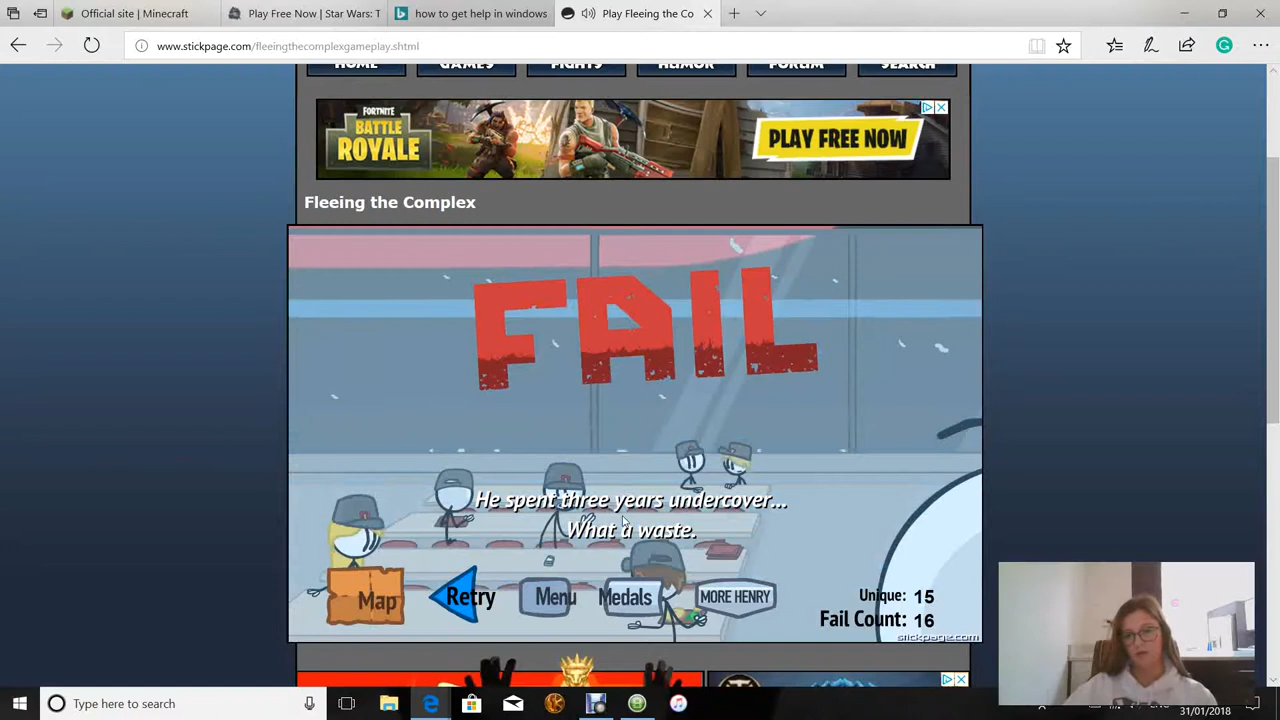 Official site | Minecraft
Play Free Now | Star Wars: T
how to get help in windows
Play Fleeing the Co
www.stickpage.com/fleeingthecomplexgameplay.shtml
HOME GAMES FIGHTS HUMOR FORUM SEARCH
FORTNITE
BATTLE
ROYALE
PLAY FREE NOW
Fleeing the Complex
FAIL
He spent three years undercover...
What a waste.
Map Retry Menu Medals MORE HENRY
Unique: 15
Fail Count: 16
stickpage.com
Type here to search
31/01/2018